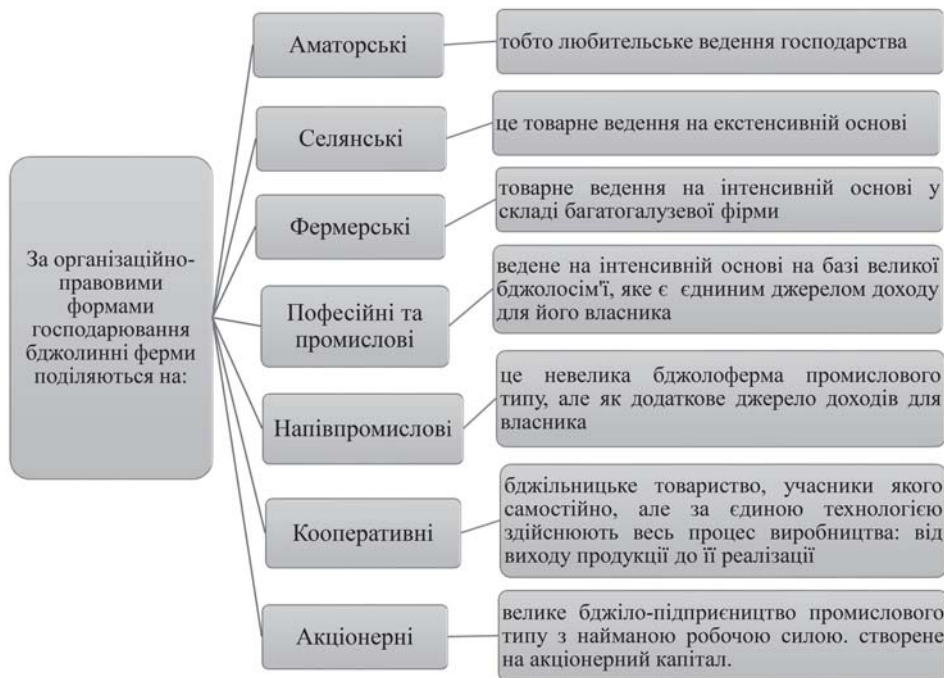 За організаційно-
правовими
формами
господарювання
бджолинні ферми
поділяються на:
Аматорські
тобто любительське ведення господарства
Селянські
це товарне ведення на екстенсивній основі
Фермерські
товарне ведення на інтенсивній основі у
складі багатогалузевої фірми
Пофесійні та
промислові
ведене на інтенсивній основі на базі великої
бджолосім'ї, яке є єдниним джерелом доходу
для його власника
Напівпромислові
це невелика бджолоферма промислового
типу, але як додаткове джерело доходів для
власника
Кооперативні
бджільницьке товариство, учасники якого
самостійно, але за єдиною технологією
здійснюють весь процес виробництва: від
виходу продукції до її реалізації
Акціонерні
велике бджіло-підприєництво промислового
типу з найманою робочою силою. створене
на акціонерний капітал.